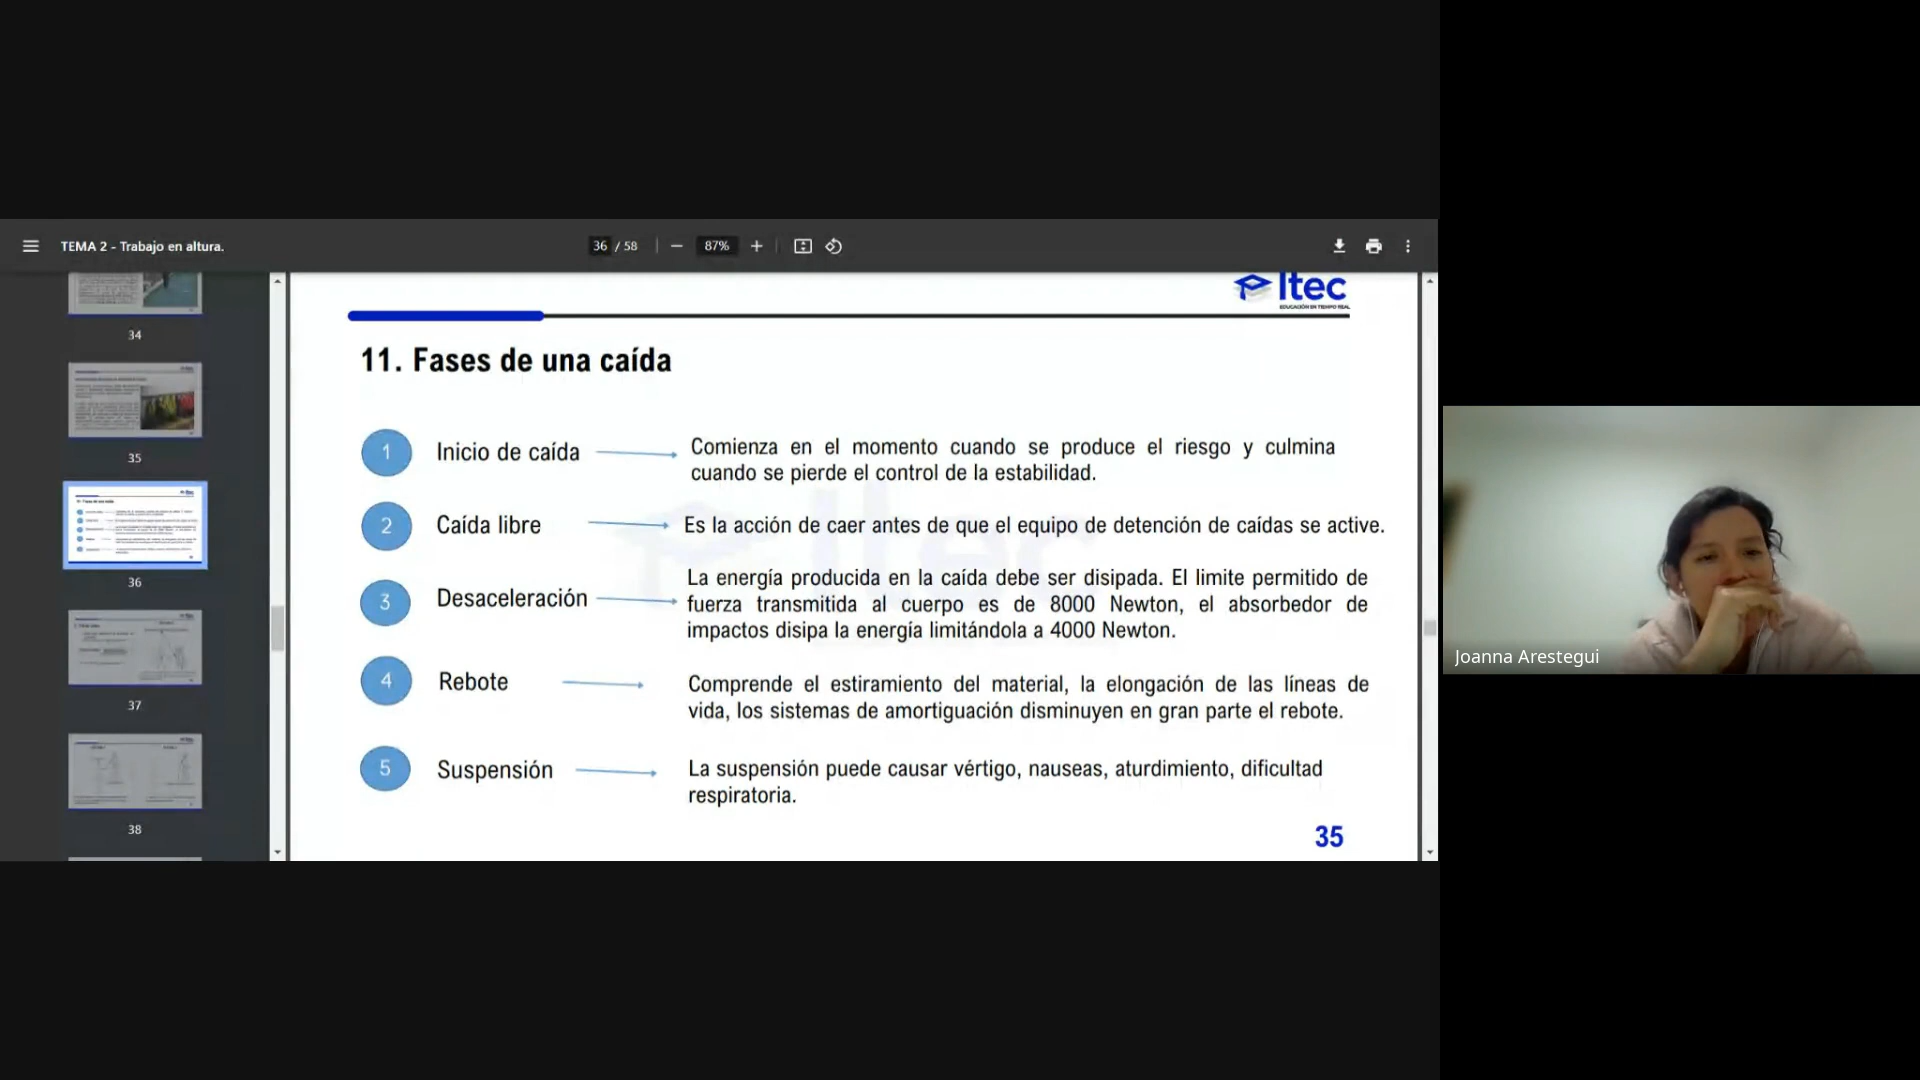 TEMA 2 - Trabajo en altura.
36 / 58
87%
34
35
36
37
38
Itec
EDUCACIÓN EN TIEMPO REAL
11. Fases de una caída
1
Inicio de caída
Comienza en el momento cuando se produce el riesgo y culmina
cuando se pierde el control de la estabilidad.
2
Caída libre
Es la acción de caer antes de que el equipo de detención de caídas se active.
3
Desaceleración
La energía producida en la caída debe ser disipada. El limite permitido de
fuerza transmitida al cuerpo es de 8000 Newton, el absorbedor de
impactos disipa la energía limitándola a 4000 Newton.
4
Rebote
Comprende el estiramiento del material, la elongación de las líneas de
vida, los sistemas de amortiguación disminuyen en gran parte el rebote.
5
Suspensión
La suspensión puede causar vértigo, nauseas, aturdimiento, dificultad
respiratoria.
35
Joanna Arestegui